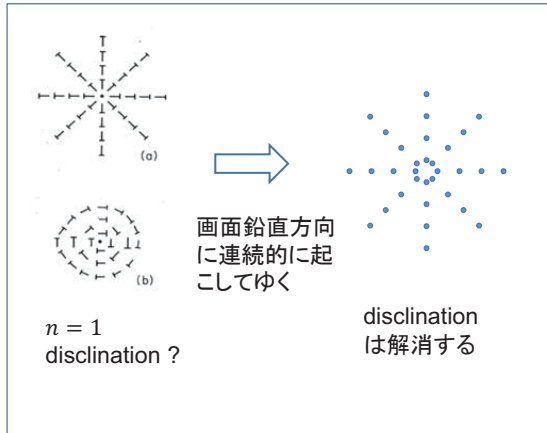 (a)
(b)
画面鉛直方向
に連続的に起
こしてゆく
n = 1
disclination ?
disclination
は解消する